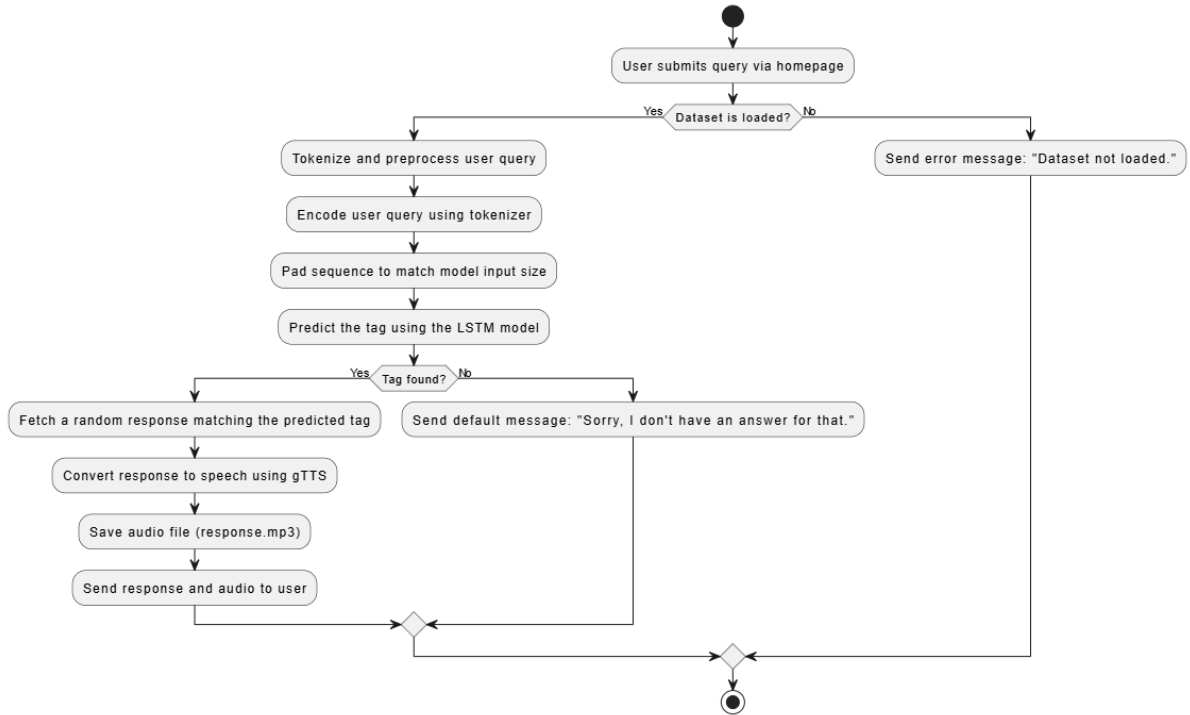 User submits query via homepage
Yes
Dataset is loaded?
No
Tokenize and preprocess user query
Send error message: "Dataset not loaded."
Encode user query using tokenizer
Pad sequence to match model input size
Predict the tag using the LSTM model
Yes
Tag found?
No
Fetch a random response matching the predicted tag
Send default message: "Sorry, I don't have an answer for that."
Convert response to speech using gTTS
Save audio file (response.mp3)
Send response and audio to user